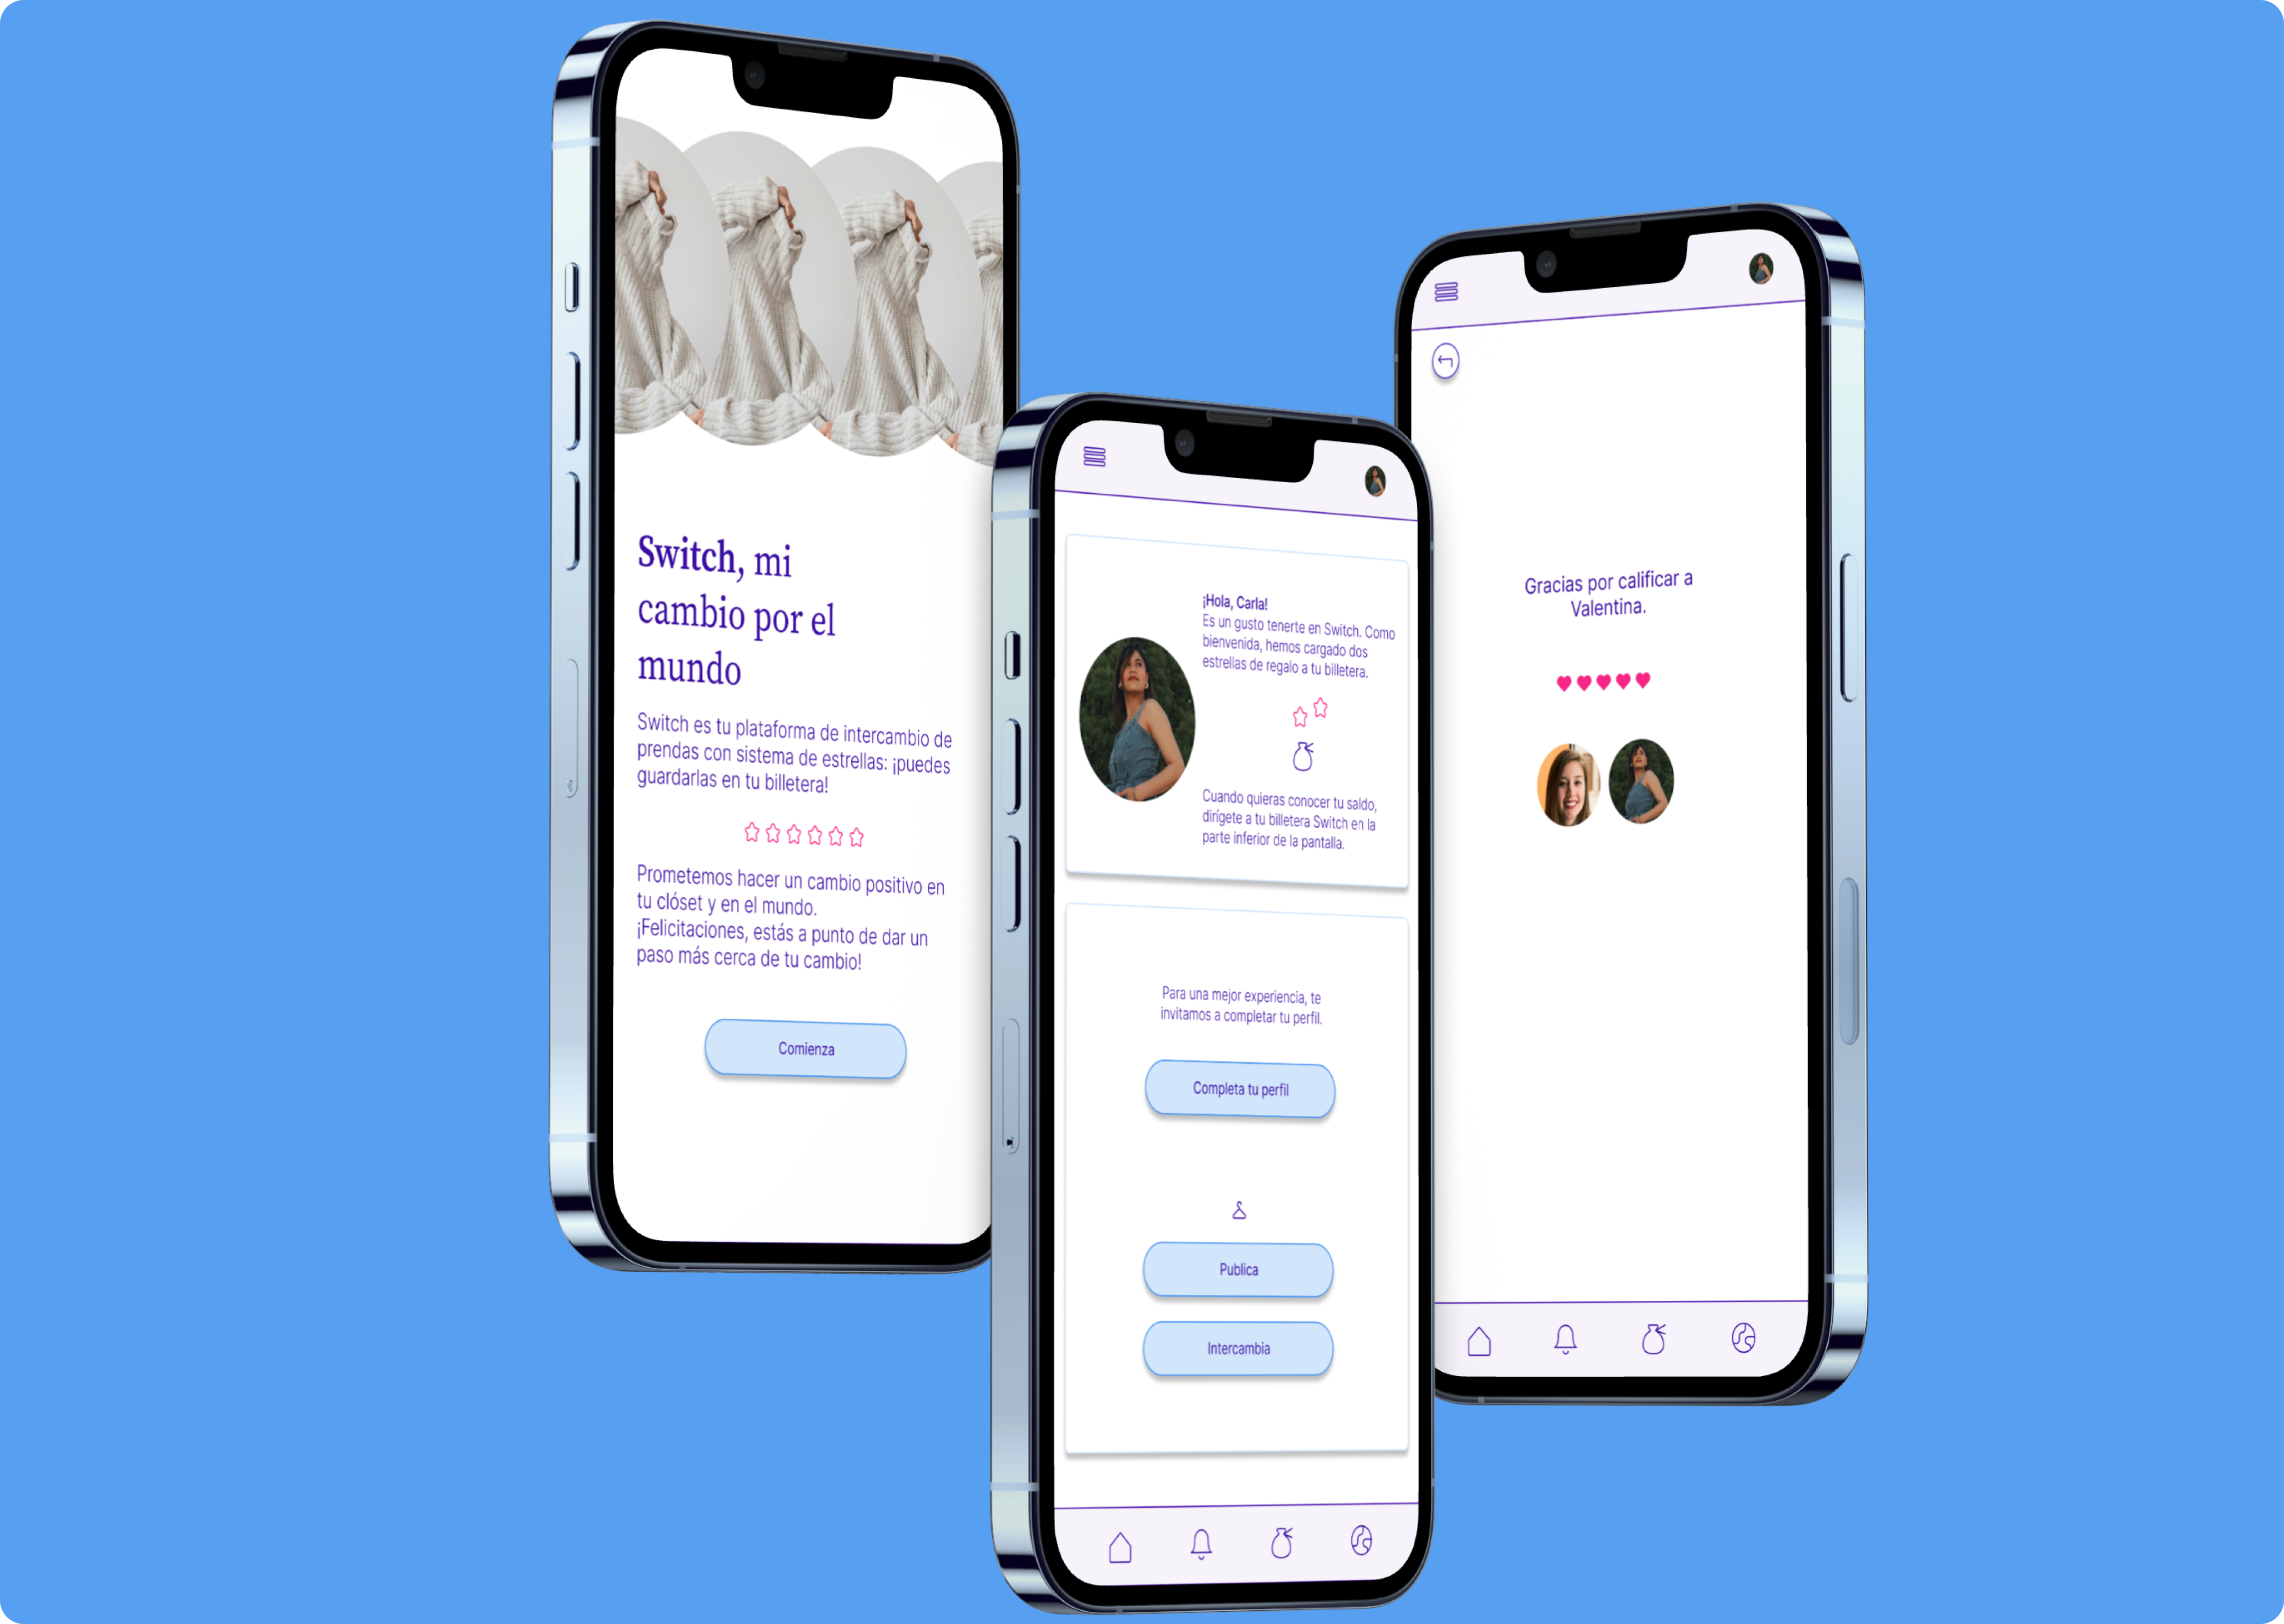 Switch, mi
cambio por el
mundo
Switch es tu plataforma de intercambio de
prendas con sistema de estrellas: ¡puedes
guardarlas en tu billetera!
Prometemos hacer un cambio positivo en
tu clóset y en el mundo.
¡Felicitaciones, estás a punto de dar un
paso más cerca de tu cambio!
Comienza
¡Hola, Carla!
Es un gusto tenerte en Switch. Como
bienvenida, hemos cargado dos
estrellas de regalo a tu billetera.
Cuando quieras conocer tu saldo,
dirígete a tu billetera Switch en la
parte inferior de la pantalla.
Para una mejor experiencia, te
invitamos a completar tu perfil.
Completa tu perfil
Publica
Intercambia
Gracias por calificar a
Valentina.